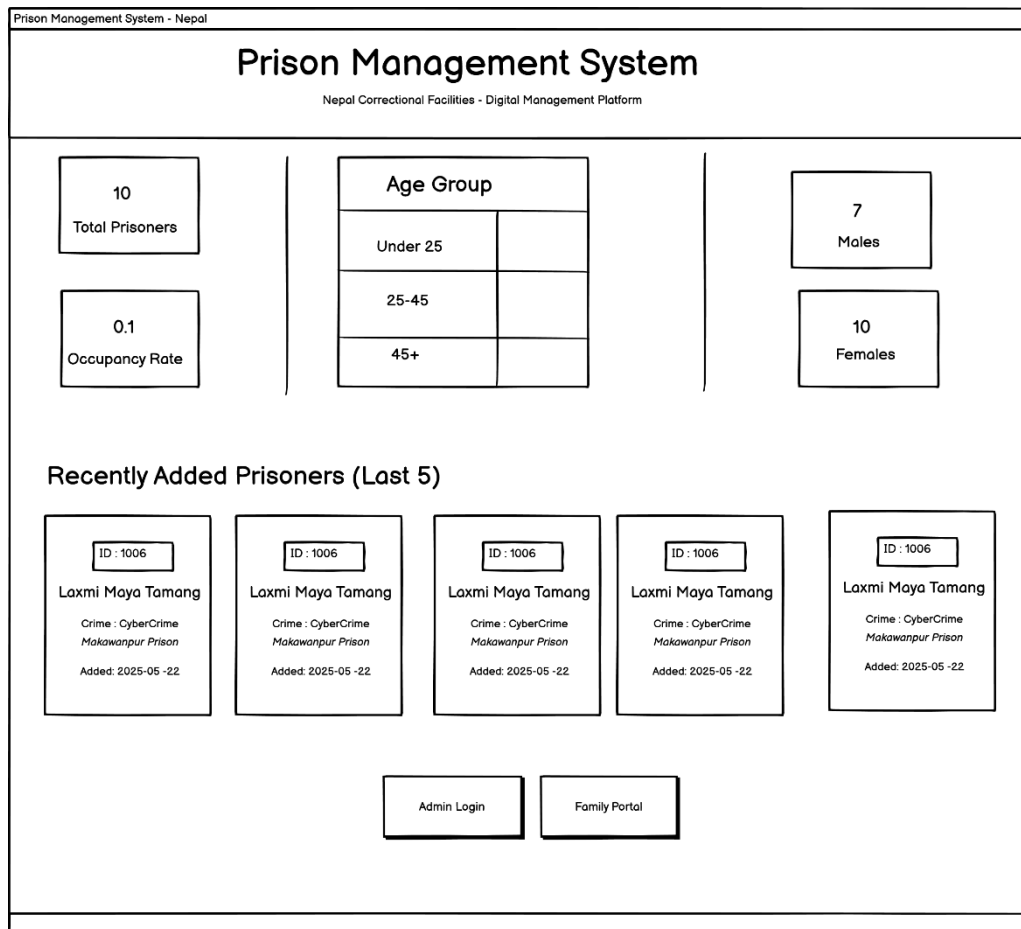 Prison Management System - Nepal
Prison Management System
Nepal Correctional Facilities - Digital Management Platform
10
Total Prisoners
0.1
Occupancy Rate
Age Group
Under 25
25-45
45+
7
Males
10
Females
Recently Added Prisoners (Last 5)
ID : 1006
Laxmi Maya Tamang
Crime : CyberCrime
Makawanpur Prison
Added: 2025-05 -22
ID : 1006
Laxmi Maya Tamang
Crime : CyberCrime
Makawanpur Prison
Added: 2025-05 -22
ID : 1006
Laxmi Maya Tamang
Crime : CyberCrime
Makawanpur Prison
Added: 2025-05 -22
ID : 1006
Laxmi Maya Tamang
Crime : CyberCrime
Makawanpur Prison
Added: 2025-05 -22
ID : 1006
Laxmi Maya Tamang
Crime : CyberCrime
Makawanpur Prison
Added: 2025-05 -22
Admin Login
Family Portal